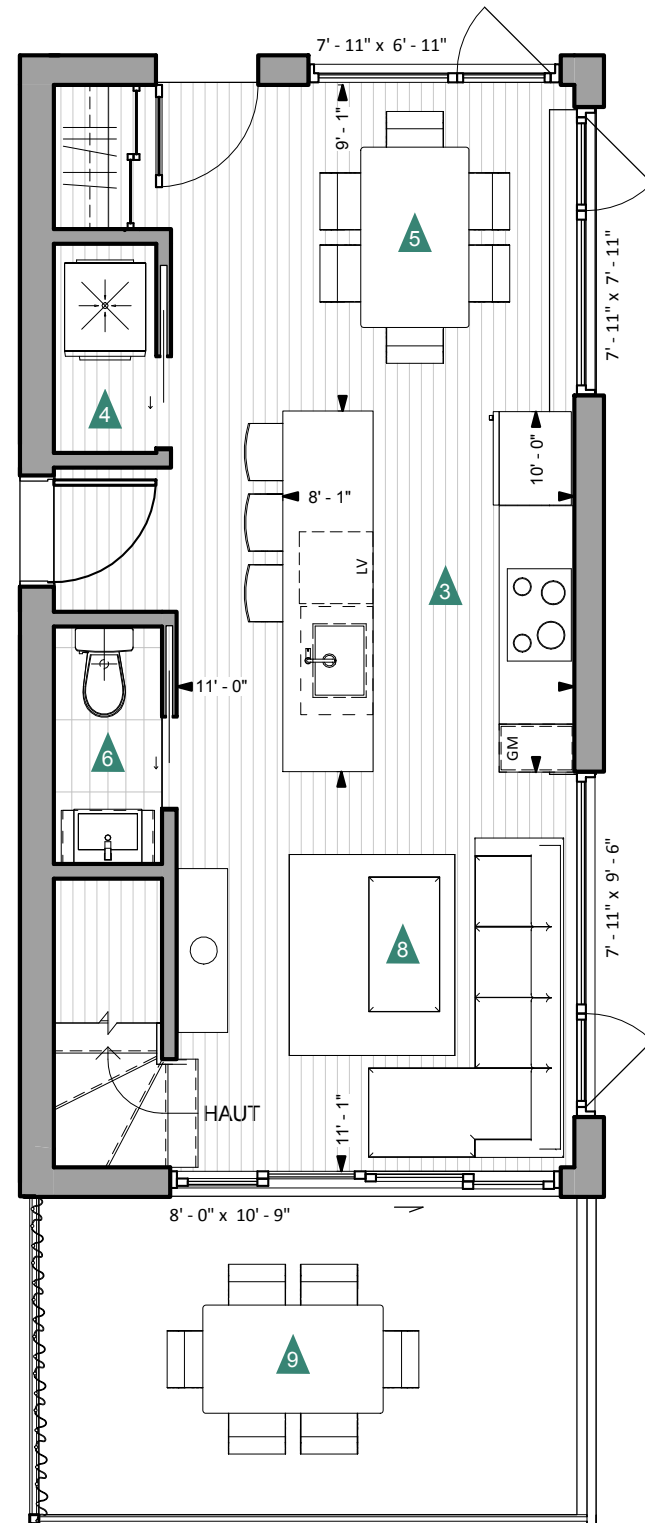 7' - 11" x 6' - 11"
9' - 1"
5
7' - 11" x 7' - 11"
4
10' - 0"
8' - 1"
LV
3
11' - 0"
6
GM
7' - 11" x 9' - 6"
8
HAUT
11' - 1"
8' - 0" x 10' - 9"
9